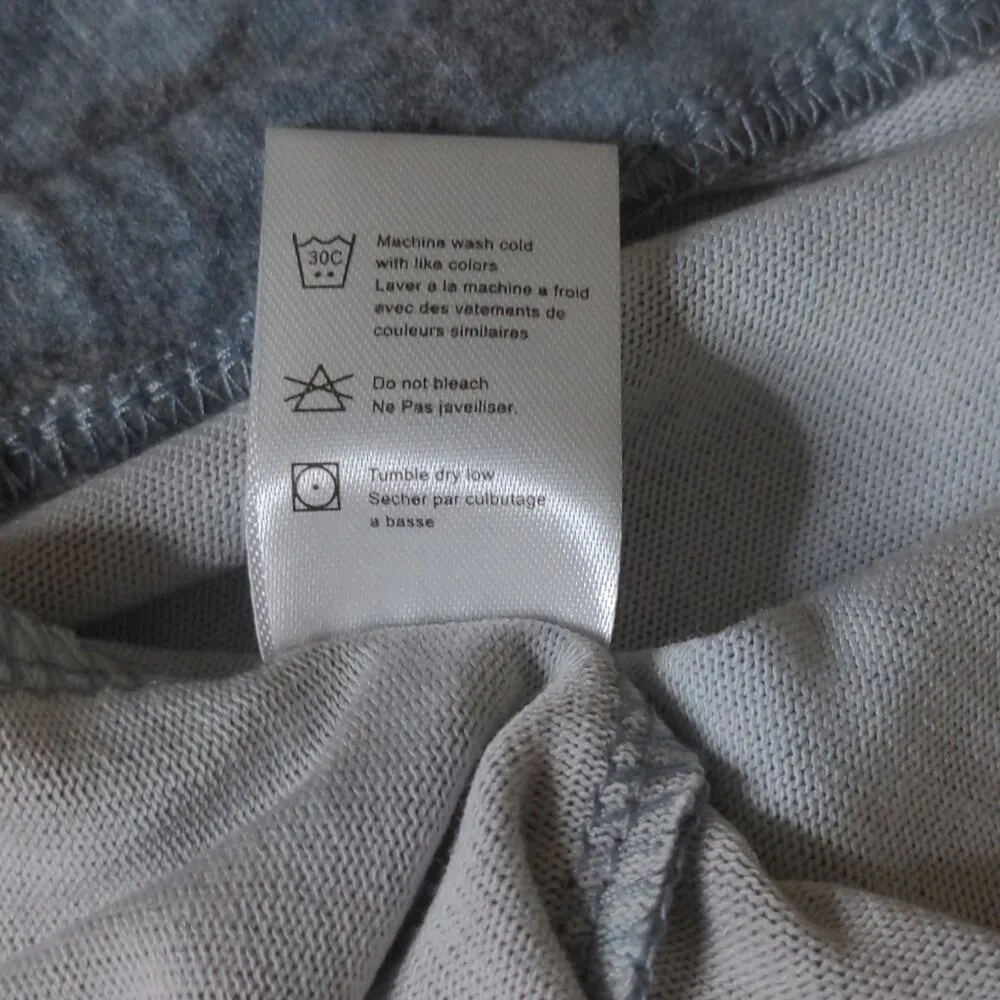 30C
Machine wash cold
with like colors
Laver a la machine a froid
avec des vetements de
couleurs similaires
Do not bleach
Ne Pas javeiliser.
Tumble dry low
Secher par culbutage
a basse